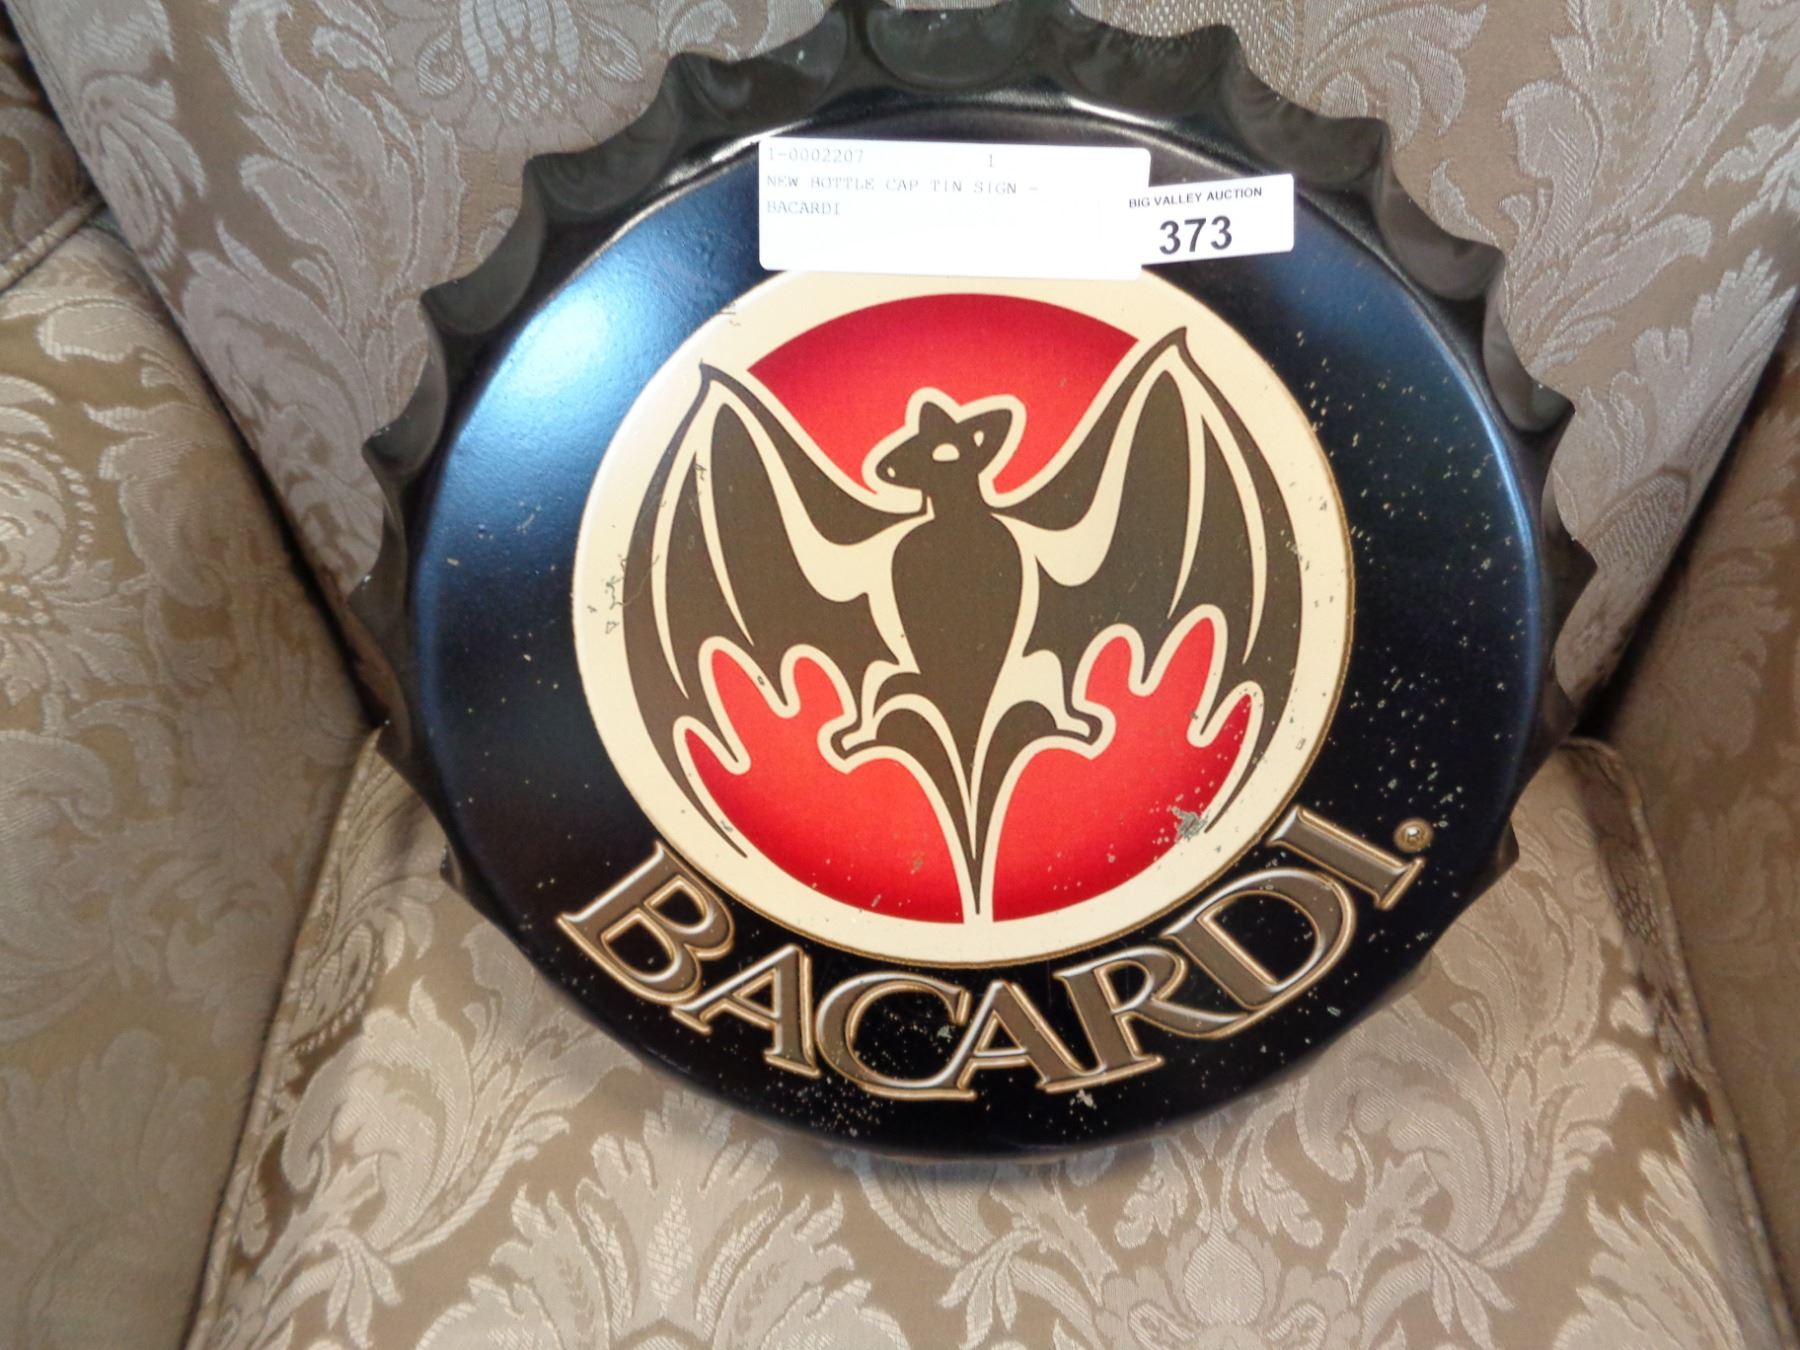 1-0002207 1
NEW BOTTLE CAP TIN SIGN -
BACARDI
BIG VALLEY AUCTION
373
BACARDI®